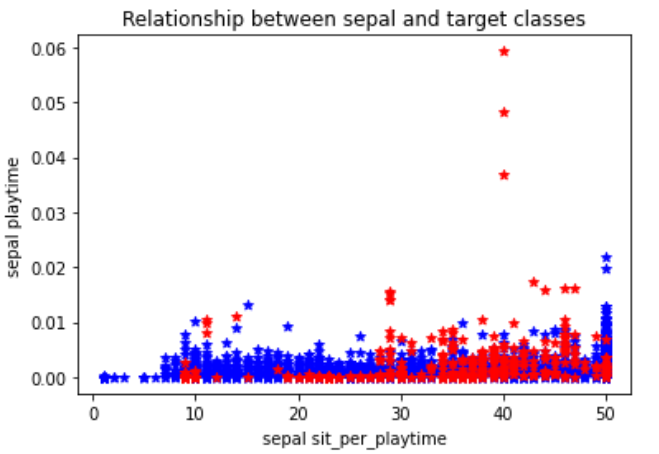 Relationship between sepal and target classes
0.06
0.05
0.04
0.03
0.02
0.01
0.00
sepal playtime
0 10 20 30 40 50
sepal sit_per_playtime